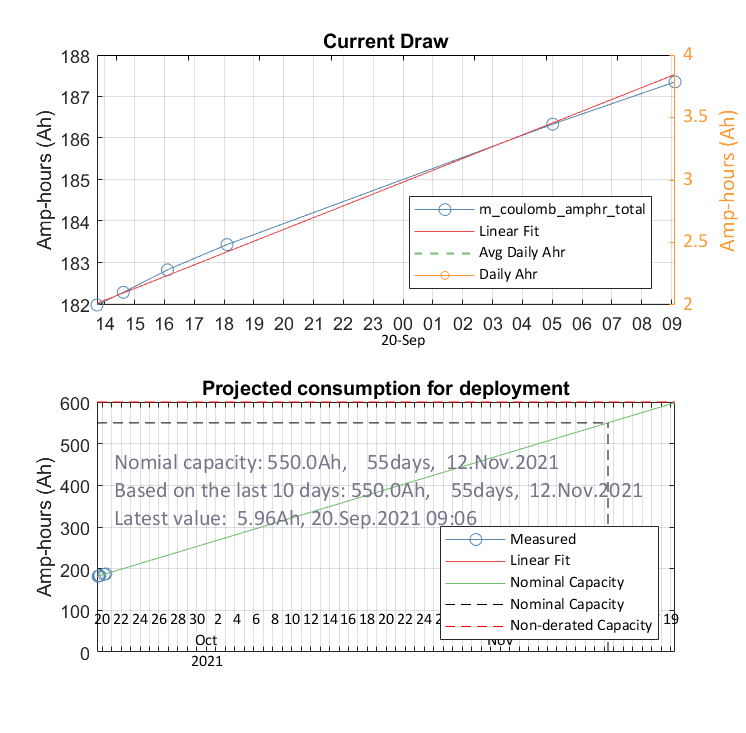 Current Draw
188
187
186
185
184
183
182
Amp-hours (Ah)
4
3.5
3
2.5
2
Amp-hours (Ah)
m_coulomb_amphr_total
Linear Fit
Avg Daily Ahr
Daily Ahr
14 15 16 17 18 19 20 21 22 23 00 01 02 03 04 05 06 07 08 09
20-Sep
Projected consumption for deployment
600
500
400
300
200
100
0
Amp-hours (Ah)
Nomial capacity: 550.0Ah, 55days, 12.Nov.2021
Based on the last 10 days: 550.0Ah, 55days, 12.Nov.2021
Latest value: 5.96Ah, 20.Sep.2021 09:06
Measured
Linear Fit
Nominal Capacity
Nominal Capacity
Non-derated Capacity
20 22 24 26 28 30 2 4 6 8 10 12 14 16 18 20 22 24 19
Oct Nov
2021